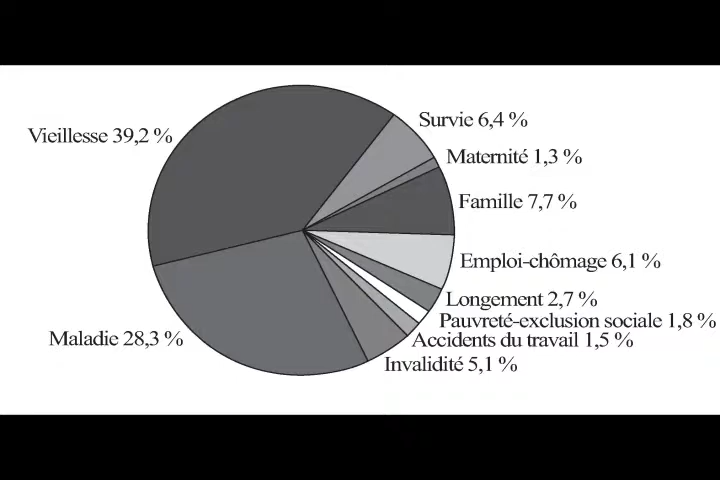 Vieillesse 39,2 %
Survie 6,4 %
Maternité 1,3 %
Famille 7,7 %
Emploi-chômage 6,1 %
Longement 2,7 %
Pauvreté-exclusion sociale 1,8 %
Accidents du travail 1,5 %
Invalidité 5,1 %
Maladie 28,3 %